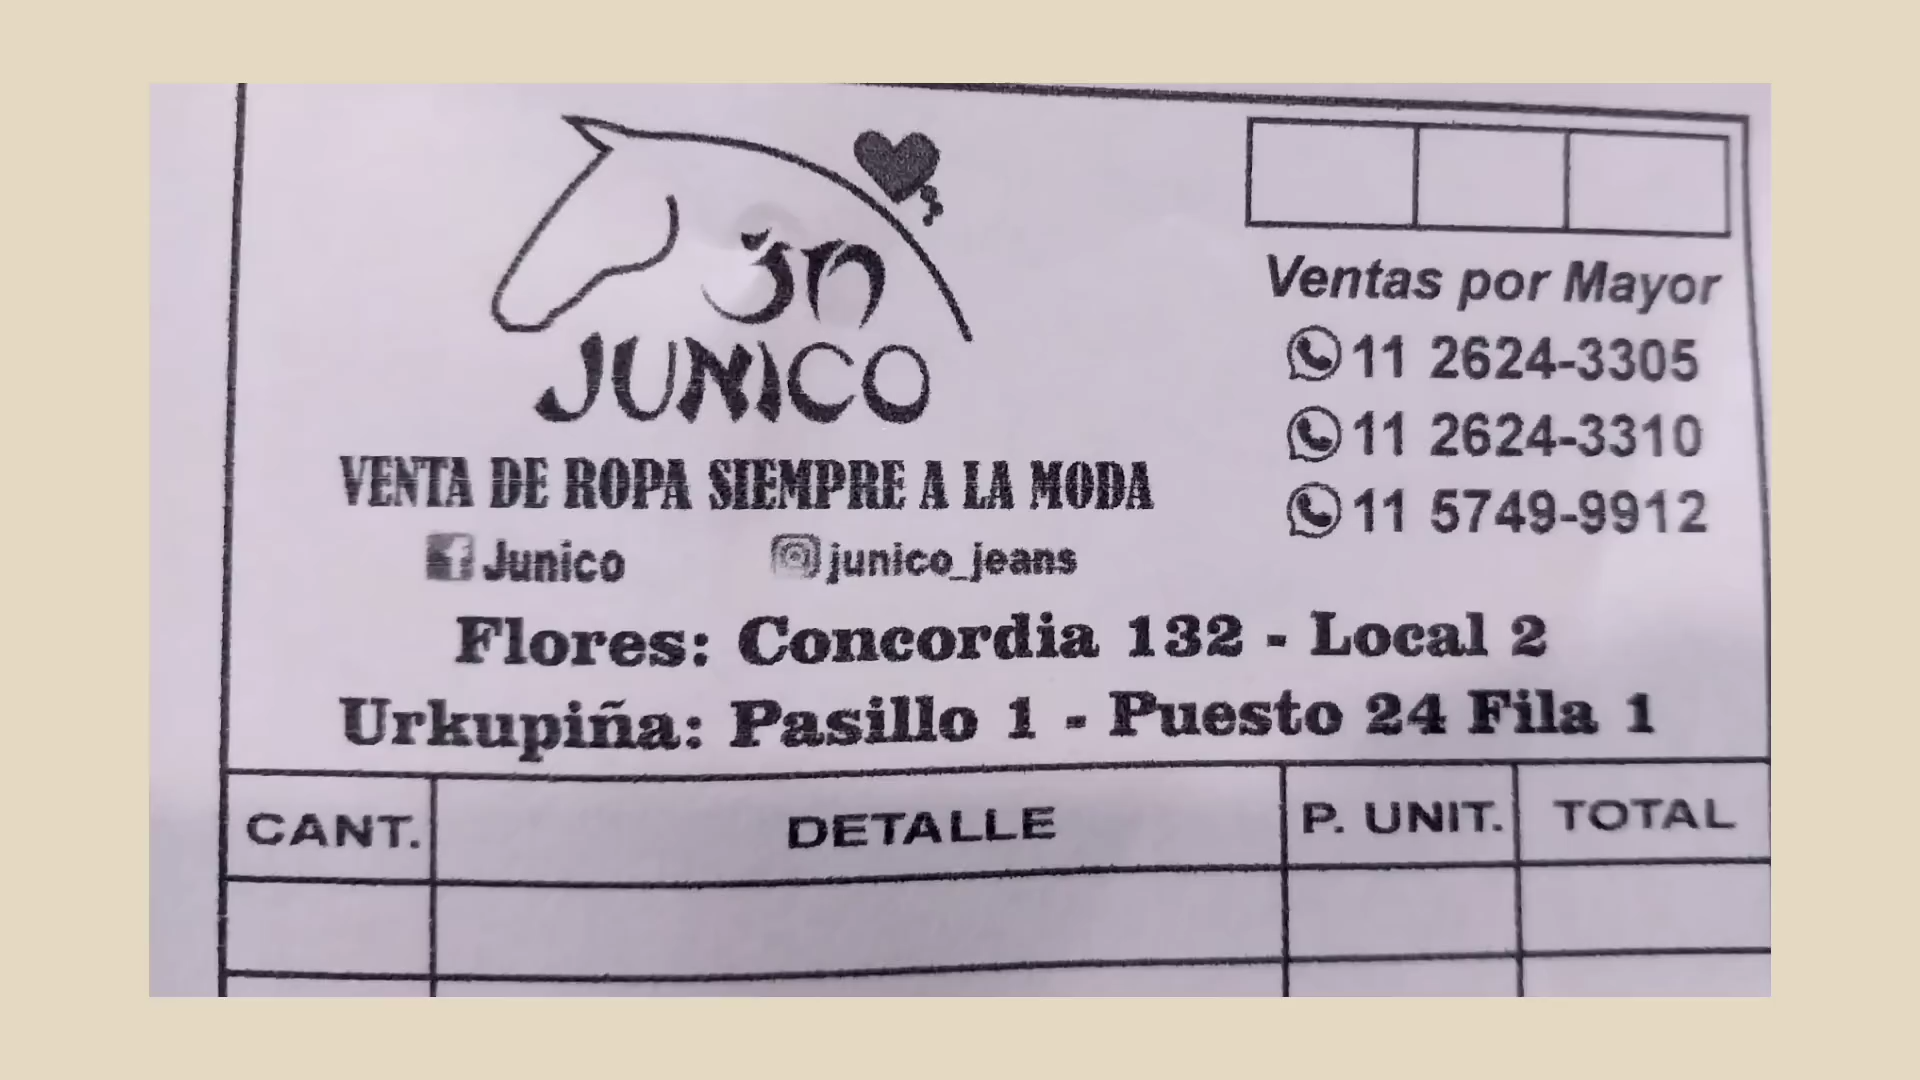 Jn
JUNICO
VENTA DE ROPA SIEMPRE A LA MODA
Junico
junico_jeans
Ventas por Mayor
11 2624-3305
11 2624-3310
11 5749-9912
Flores: Concordia 132 - Local 2
Urkupiña: Pasillo 1 - Puesto 24 Fila 1
CANT. DETALLE P. UNIT. TOTAL